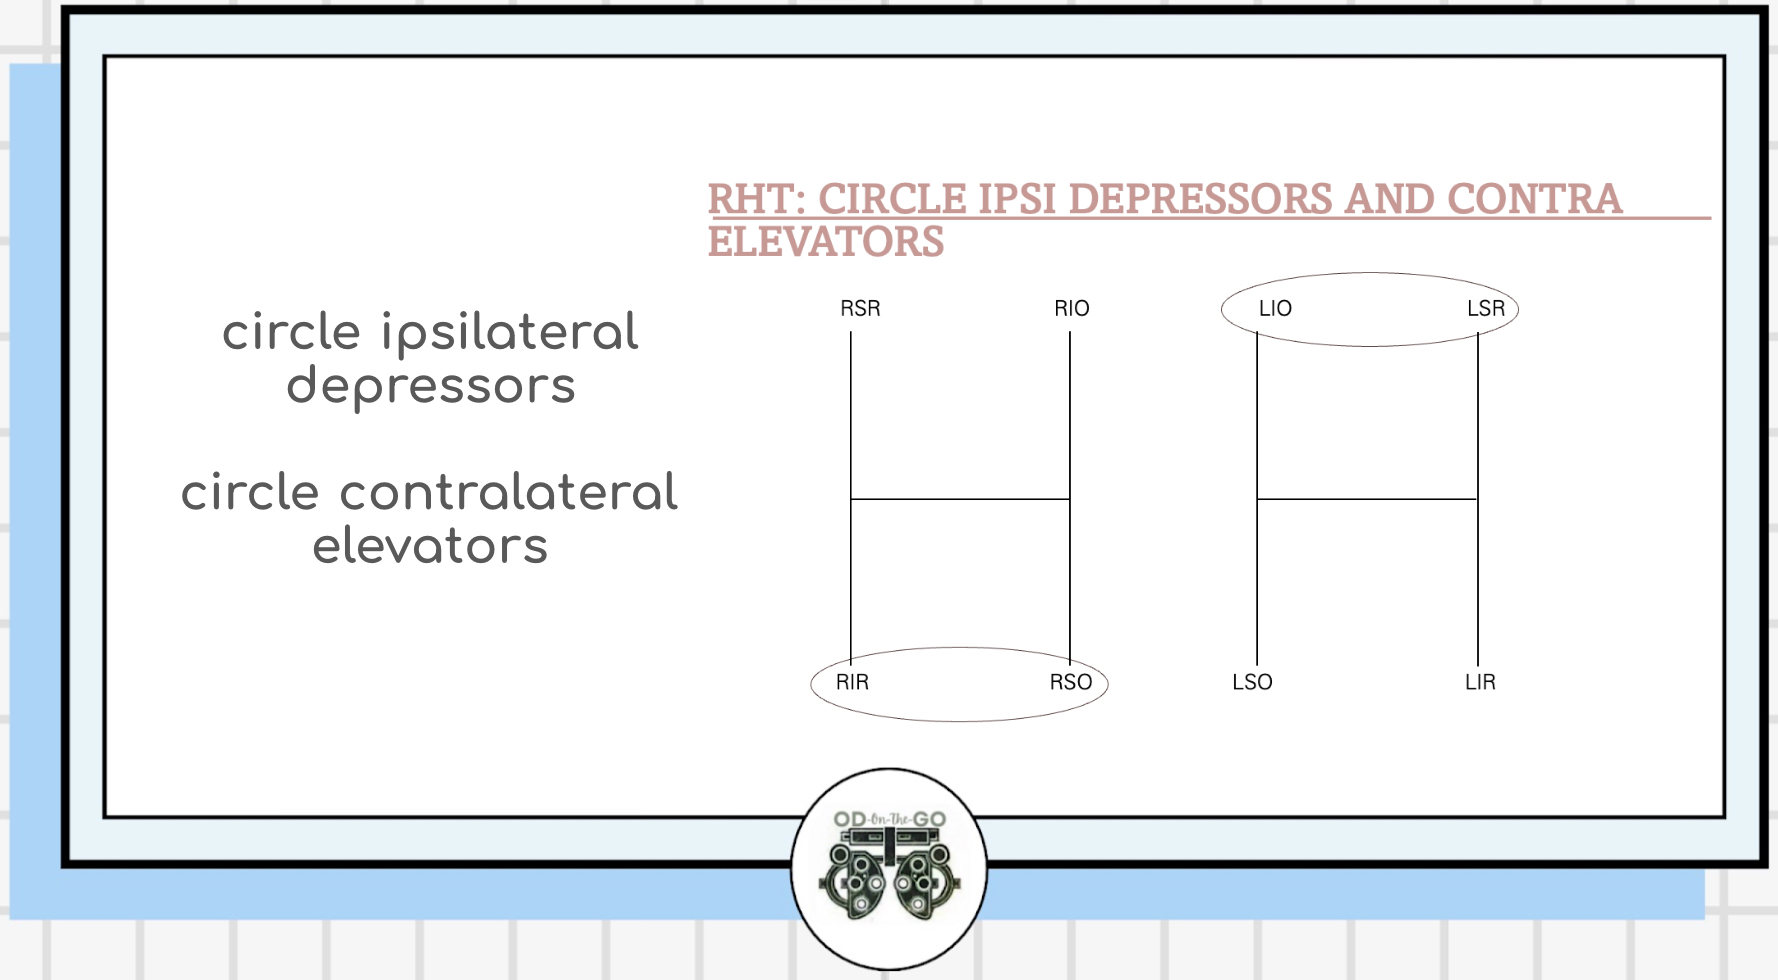 RHT: CIRCLE IPSI DEPRESSORS AND CONTRA
ELEVATORS
circle ipsilateral
depressors
circle contralateral
elevators
RSR RIO LIO LSR
RIR RSO LSO LIR
OD-On-The-GO